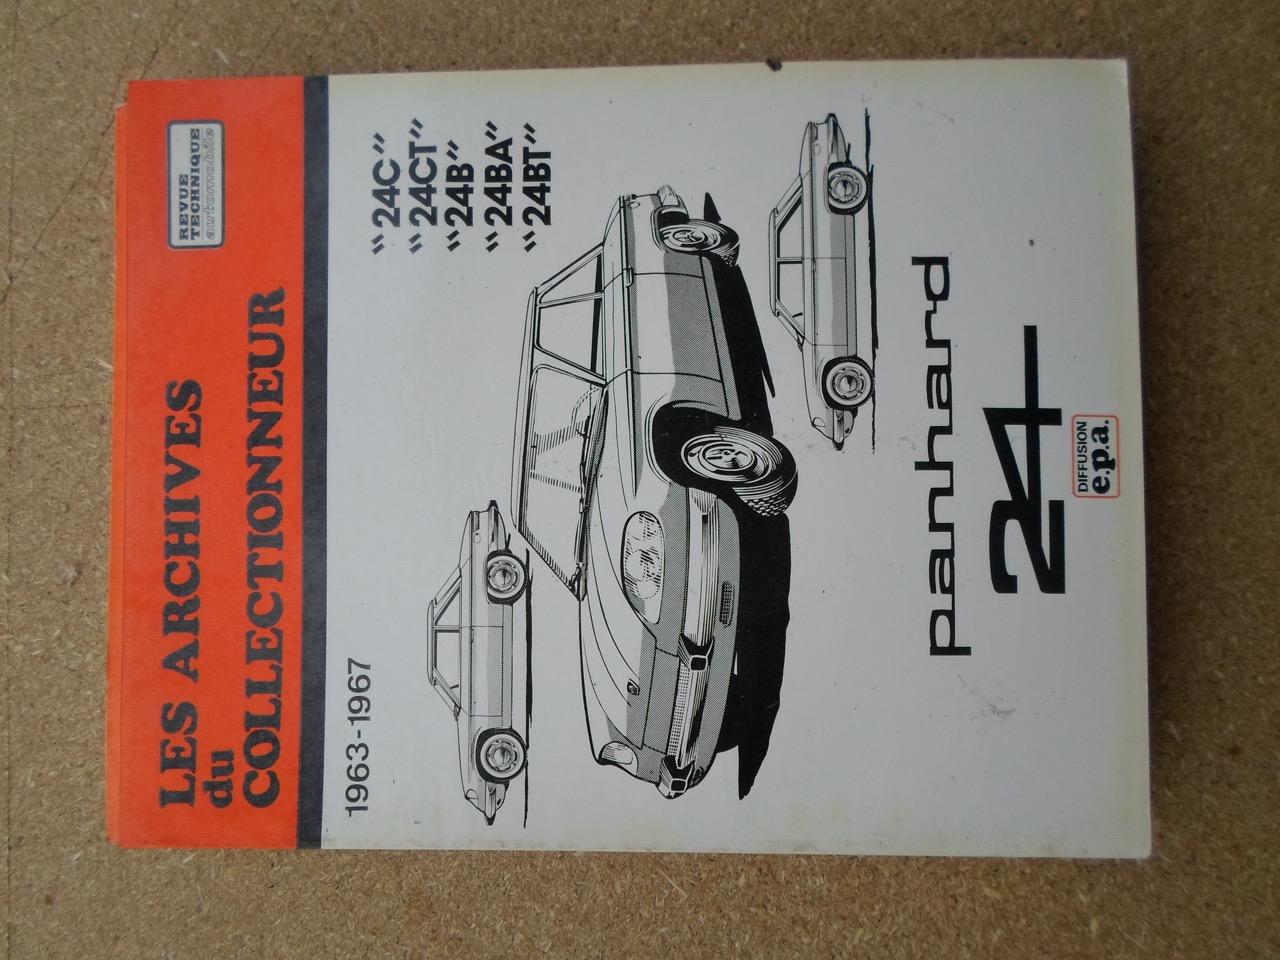 LES ARCHIVES
du
COLLECTIONNEUR
REVUE
TECHNIQUE
automobile
1963-1967
“24C”
“24CT”
“24B”
“24BA”
“24BT”
panhard
24
DIFFUSION
e.p.a.